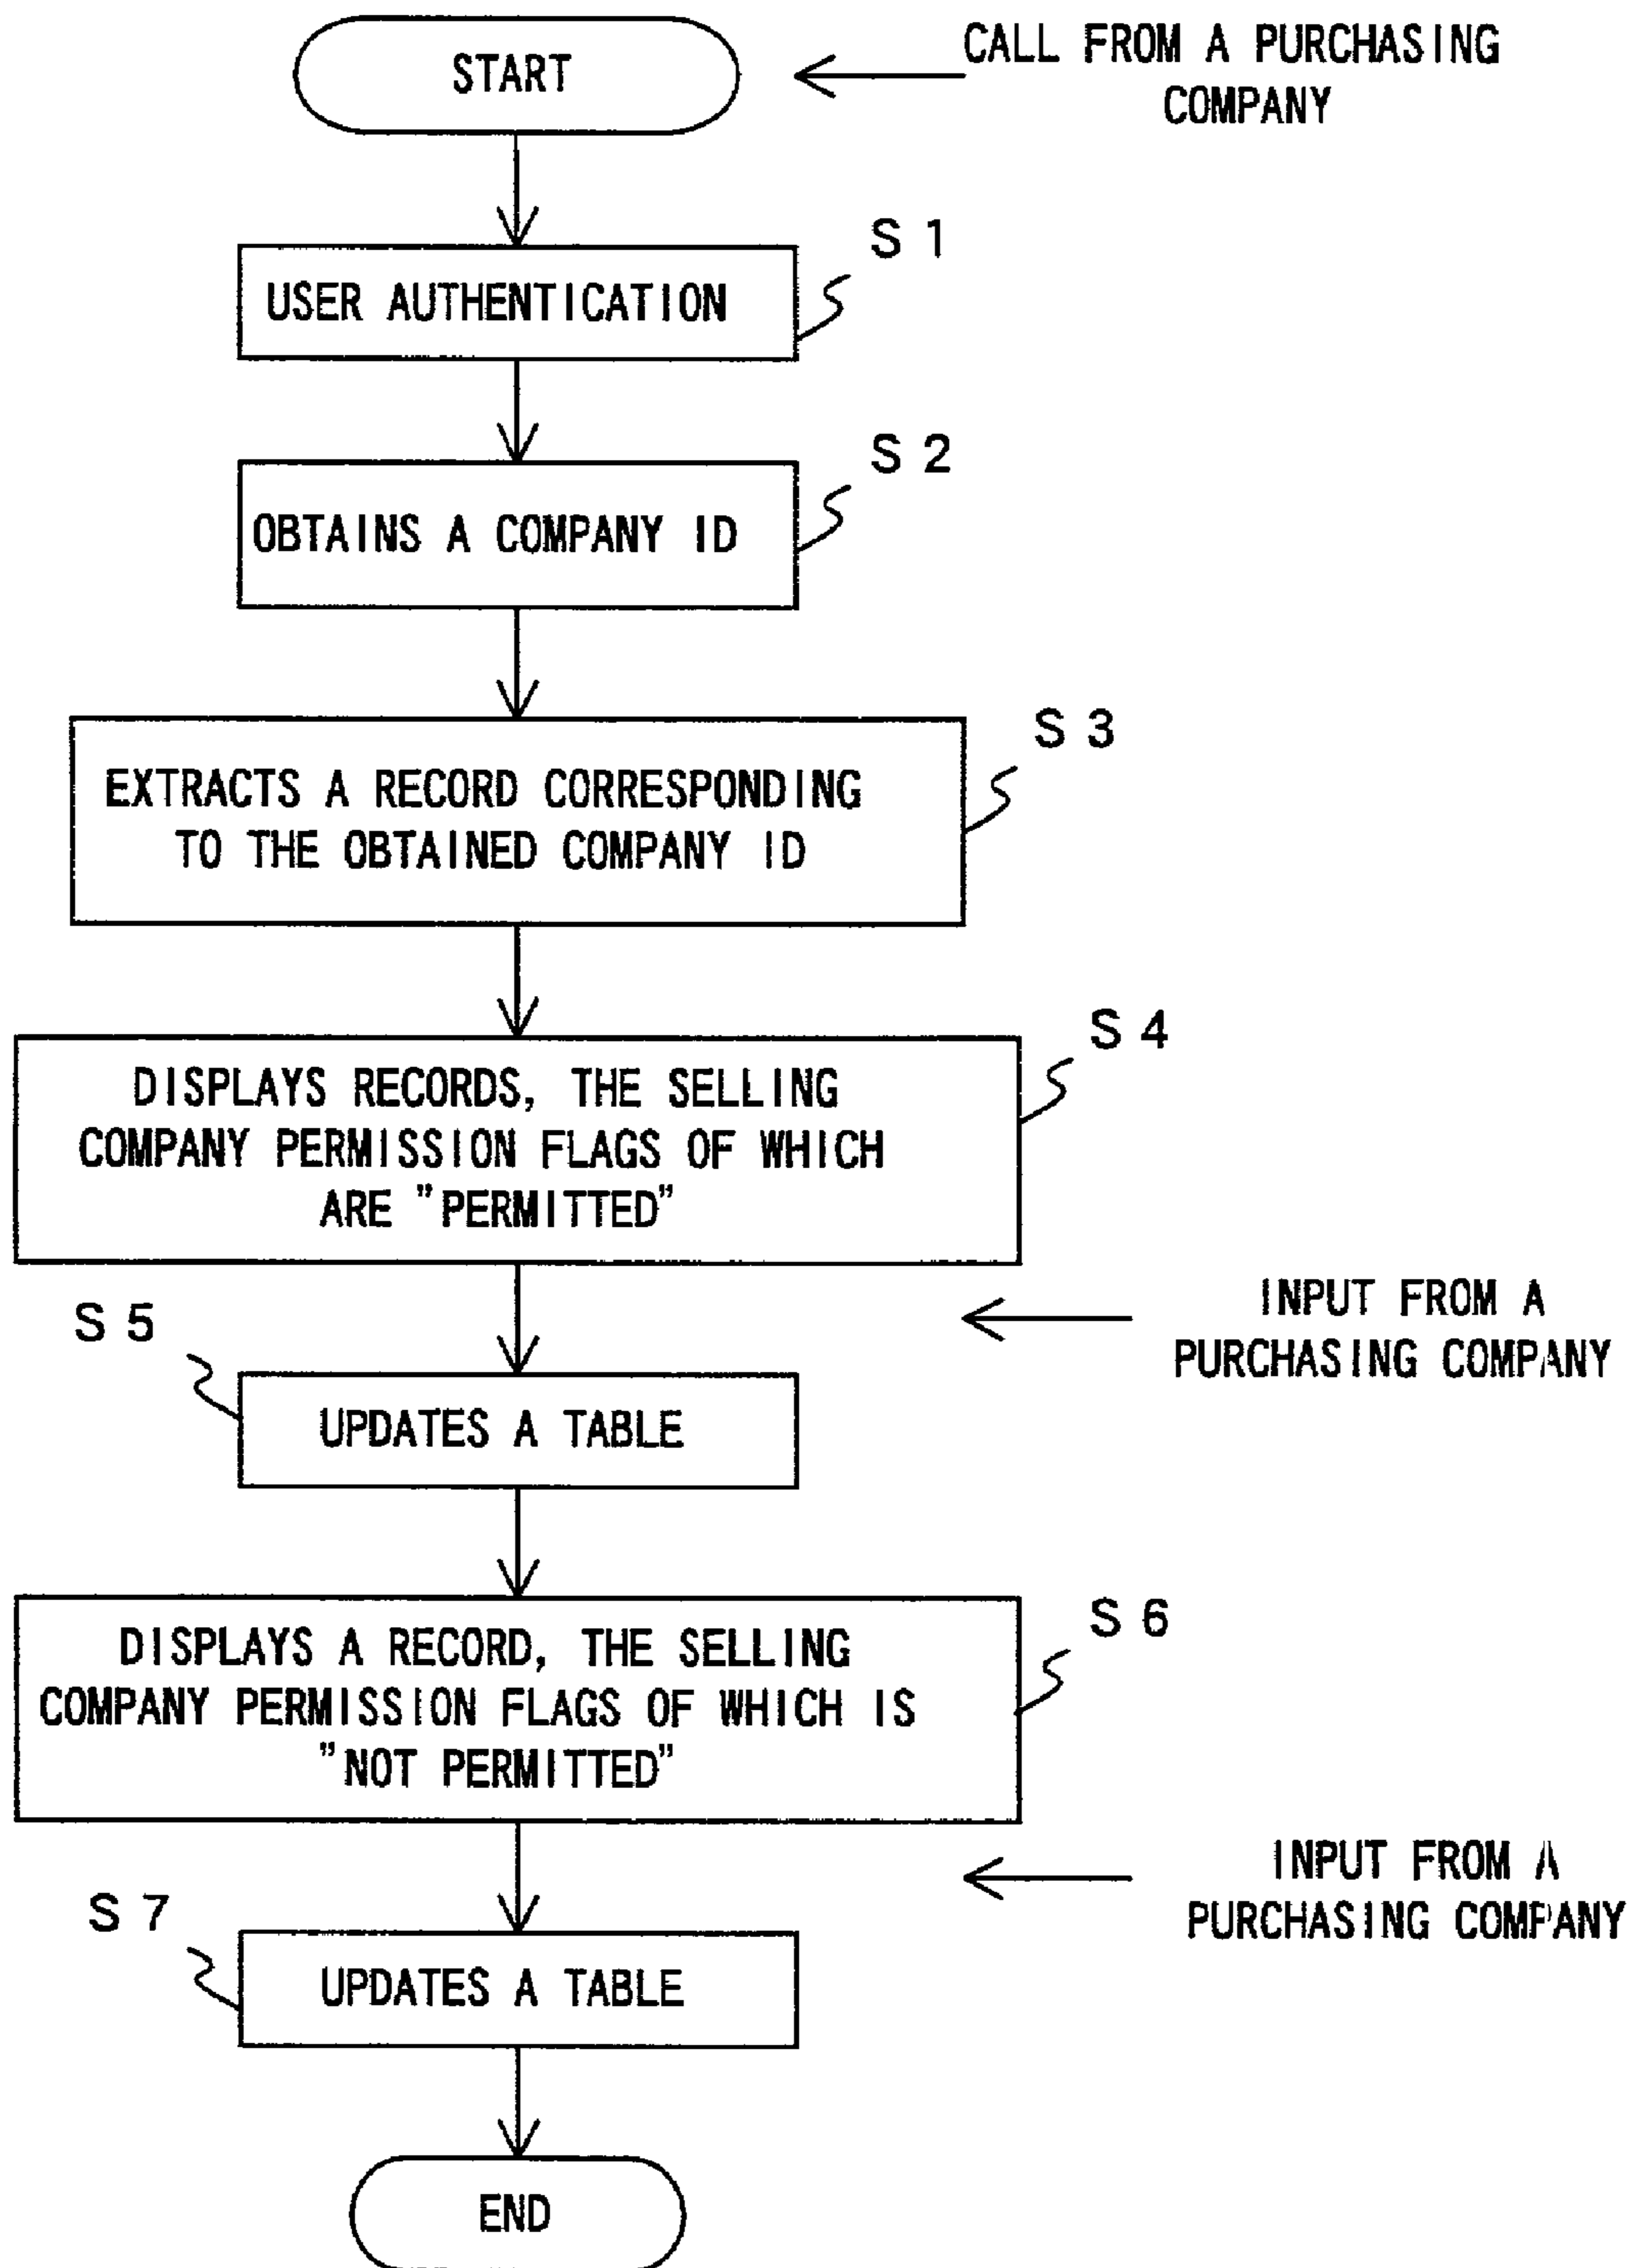 START
CALL FROM A PURCHASING
COMPANY
S 1
USER AUTHENTICATION
S 2
OBTAINS A COMPANY ID
S 3
EXTRACTS A RECORD CORRESPONDING
TO THE OBTAINED COMPANY ID
S 4
DISPLAYS RECORDS, THE SELLING
COMPANY PERMISSION FLAGS OF WHICH
ARE "PERMITTED"
INPUT FROM A
PURCHASING COMPANY
S 5
UPDATES A TABLE
S 6
DISPLAYS A RECORD, THE SELLING
COMPANY PERMISSION FLAGS OF WHICH IS
"NOT PERMITTED"
INPUT FROM A
PURCHASING COMPANY
S 7
UPDATES A TABLE
END